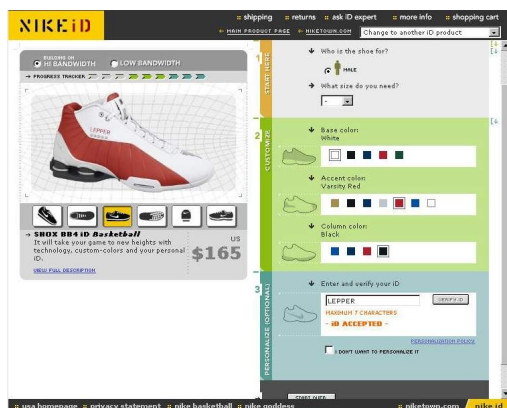 NIKEiD
:: shipping :: returns :: ask iD expert :: more info :: shopping cart
MAIN PRODUCT PAGE
NIKETOWN.COM
Change to another iD product
BUILDING ON
HI BANDWIDTH
LOW BANDWIDTH
PROGRESS TRACKER
LEPPER
SHOX BB4 iD Basketball
It will take your game to new heights with
technology, custom-colors and your personal
iD.
US
$165
VIEW FULL DESCRIPTION
1
START HERE
Who is the shoe for?
MALE
What size do you need?
-
2
CUSTOMIZE
Base color:
White
Accent color:
Varsity Red
Column color:
Black
3
PERSONALIZE (OPTIONAL)
Enter and verify your iD
LEPPER
VERIFY iD
MAXIMUM 7 CHARACTERS
- iD ACCEPTED -
PERSONALIZATION POLICY
I DON'T WANT TO PERSONALIZE IT
START OVER
:: usa homepage :: privacy statement :: nike basketball :: nike goddess
:: niketown.com
nike id